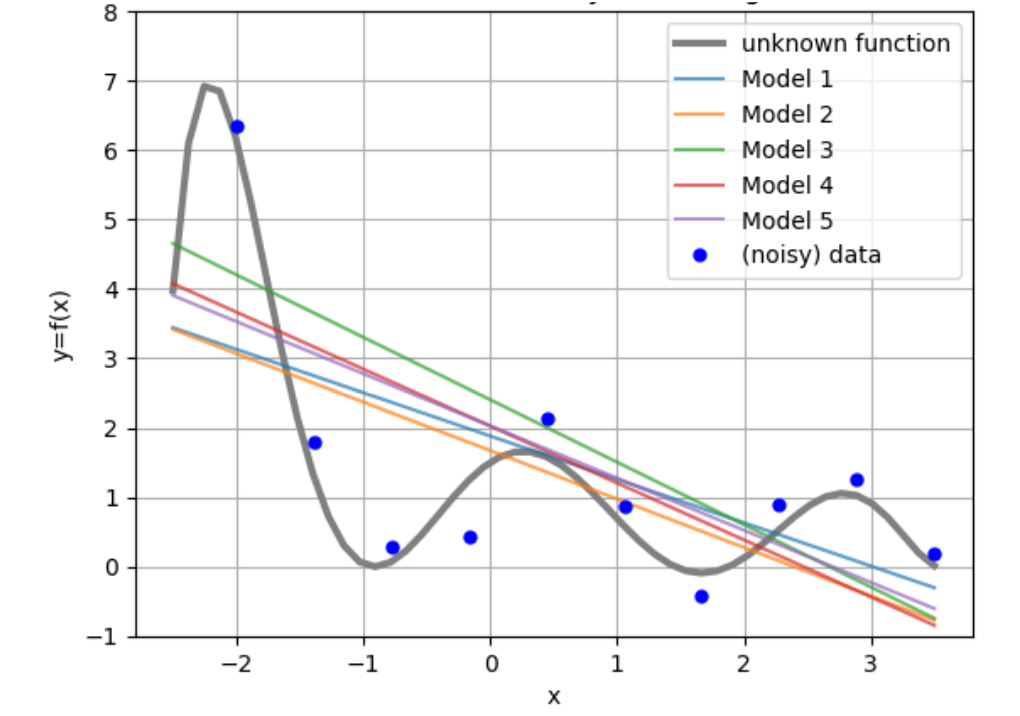 8
7
6
5
4
3
2
1
0
−1
y=f(x)
unknown function
Model 1
Model 2
Model 3
Model 4
Model 5
(noisy) data
−2
−1
0
1
2
3
x